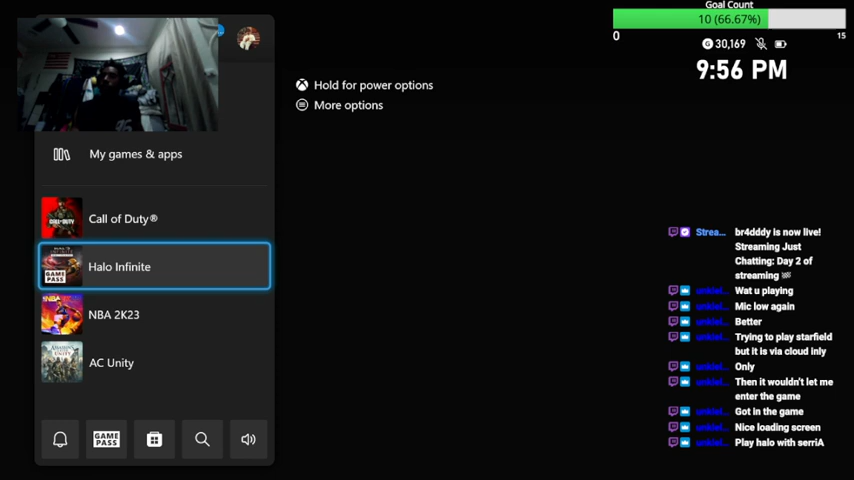 Goal Count
10 (66.67%)
0
15
G 30,169
9:56 PM
Hold for power options
More options
My games & apps
Call of Duty®
Halo Infinite
NBA 2K23
AC Unity
GAME
PASS
Strea...
br4dddy is now live!
Streaming Just
Chatting: Day 2 of
streaming
Wat u playing
Mic low again
Better
Trying to play starfield
but it is via cloud inly
Only
Then it wouldn't let me
enter the game
Got in the game
Nice loading screen
Play halo with serriA